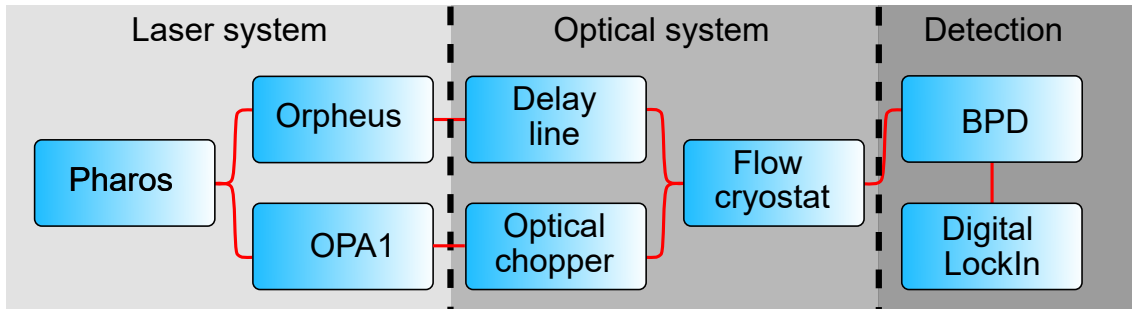 Laser system
Optical system
Detection
Pharos
Orpheus
OPA1
Delay
line
Optical
chopper
Flow
cryostat
BPD
Digital
LockIn